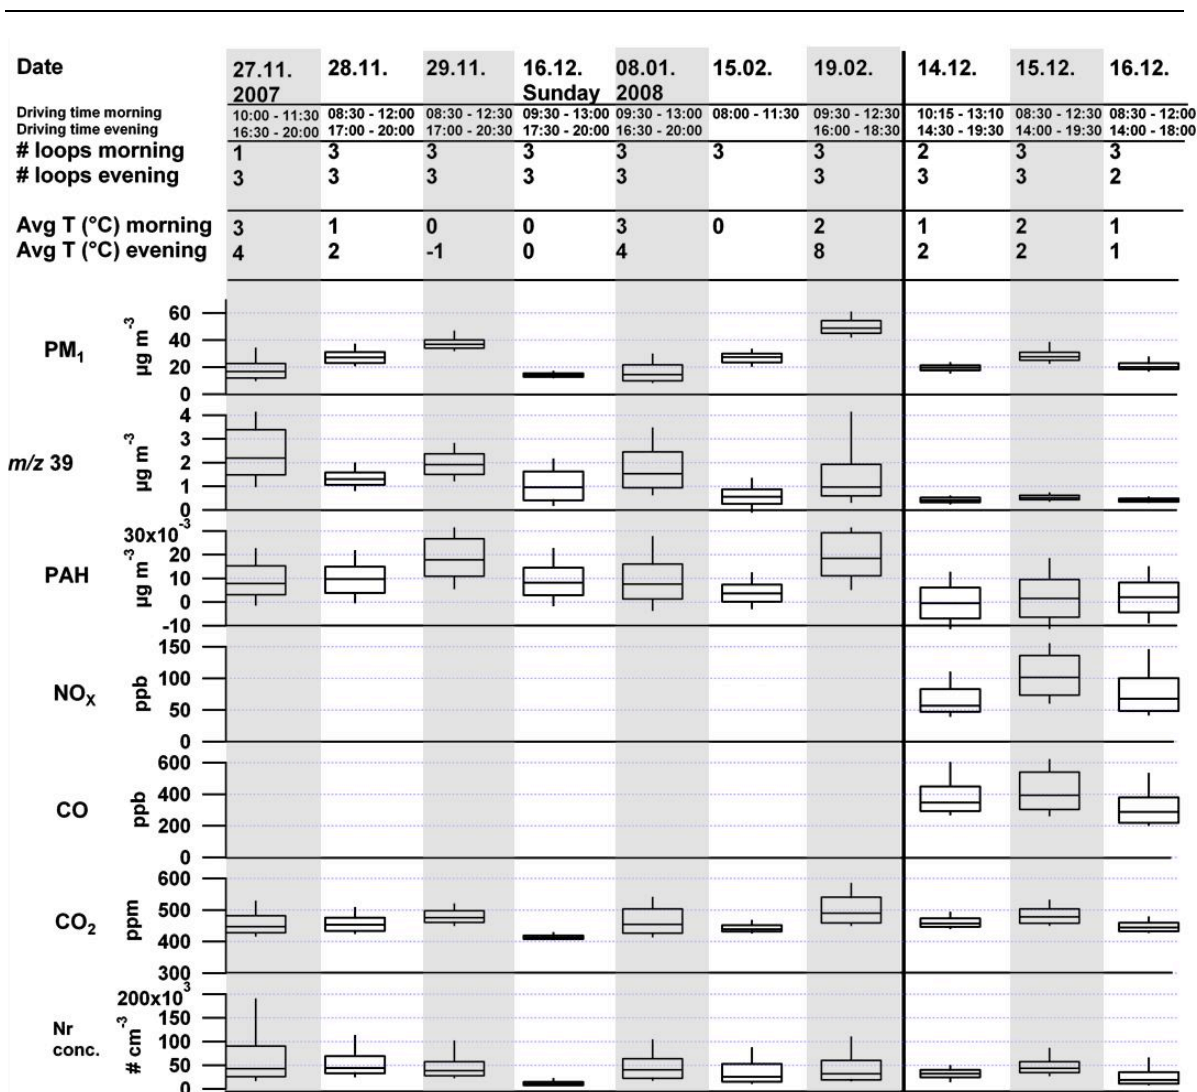 Date 27.11. 28.11. 29.11. 16.12. 08.01. 15.02. 19.02. 14.12. 15.12. 16.12.
2007 Sunday 2008
Driving time morning 10:00 - 11:30 08:30 - 12:00 08:30 - 12:30 09:30 - 13:00 09:30 - 13:00 08:00 - 11:30 09:30 - 12:30 10:15 - 13:10 08:30 - 12:30 08:30 - 12:00
Driving time evening 16:30 - 20:00 17:00 - 20:00 17:00 - 20:30 17:30 - 20:00 16:30 - 20:00 16:00 - 18:30 14:30 - 19:30 14:00 - 19:30 14:00 - 18:00
# loops morning 1 3 3 3 3 3 3 2 3 3
# loops evening 3 3 3 3 3 3 3 3 2
Avg T (°C) morning 3 1 0 0 3 0 2 1 2 1
Avg T (°C) evening 4 2 -1 0 4 8 2 2 1
PM₁ µg m⁻³
60
40
20
0
m/z 39 µg m⁻³
4
3
2
1
0
PAH µg m⁻³
30x10⁻³
20
10
0
-10
NOX ppb
150
100
50
0
CO ppb
600
400
200
0
CO₂ ppm
600
500
400
300
Nr conc. # cm⁻³
200x10³
150
100
50
0